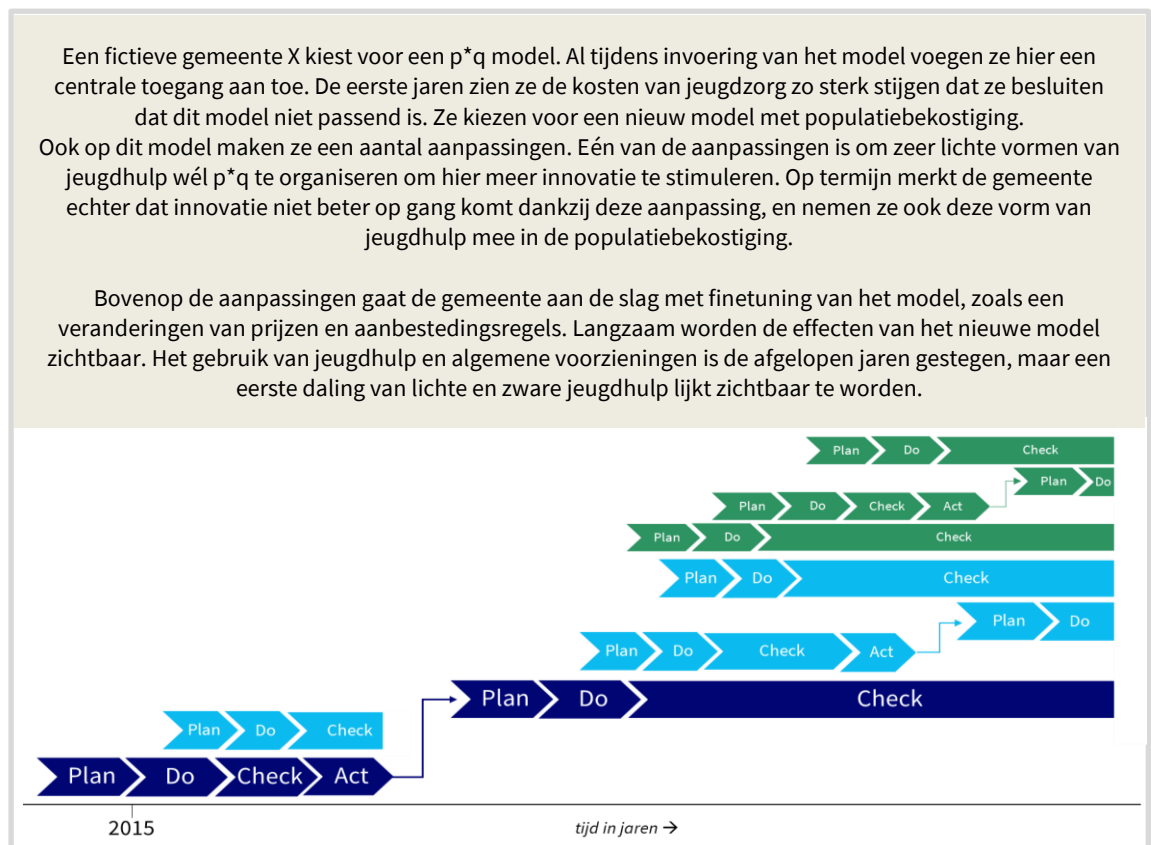 Een fictieve gemeente X kiest voor een p*q model. Al tijdens invoering van het model voegen ze hier een
centrale toegang aan toe. De eerste jaren zien ze de kosten van jeugdzorg zo sterk stijgen dat ze besluiten
dat dit model niet passend is. Ze kiezen voor een nieuw model met populatiebekostiging.
Ook op dit model maken ze een aantal aanpassingen. Eén van de aanpassingen is om zeer lichte vormen van
jeugdhulp wél p*q te organiseren om hier meer innovatie te stimuleren. Op termijn merkt de gemeente
echter dat innovatie niet beter op gang komt dankzij deze aanpassing, en nemen ze ook deze vorm van
jeugdhulp mee in de populatiebekostiging.
Bovenop de aanpassingen gaat de gemeente aan de slag met finetuning van het model, zoals een
veranderingen van prijzen en aanbestedingsregels. Langzaam worden de effecten van het nieuwe model
zichtbaar. Het gebruik van jeugdhulp en algemene voorzieningen is de afgelopen jaren gestegen, maar een
eerste daling van lichte en zware jeugdhulp lijkt zichtbaar te worden.
Plan Do Check
Plan Do
Plan Do Check Act
Plan Do Check
Plan Do Check
Plan Do
Plan Do Check Act
Plan Do Check
Plan Do Check
Plan Do Check Act
2015
tijd in jaren →